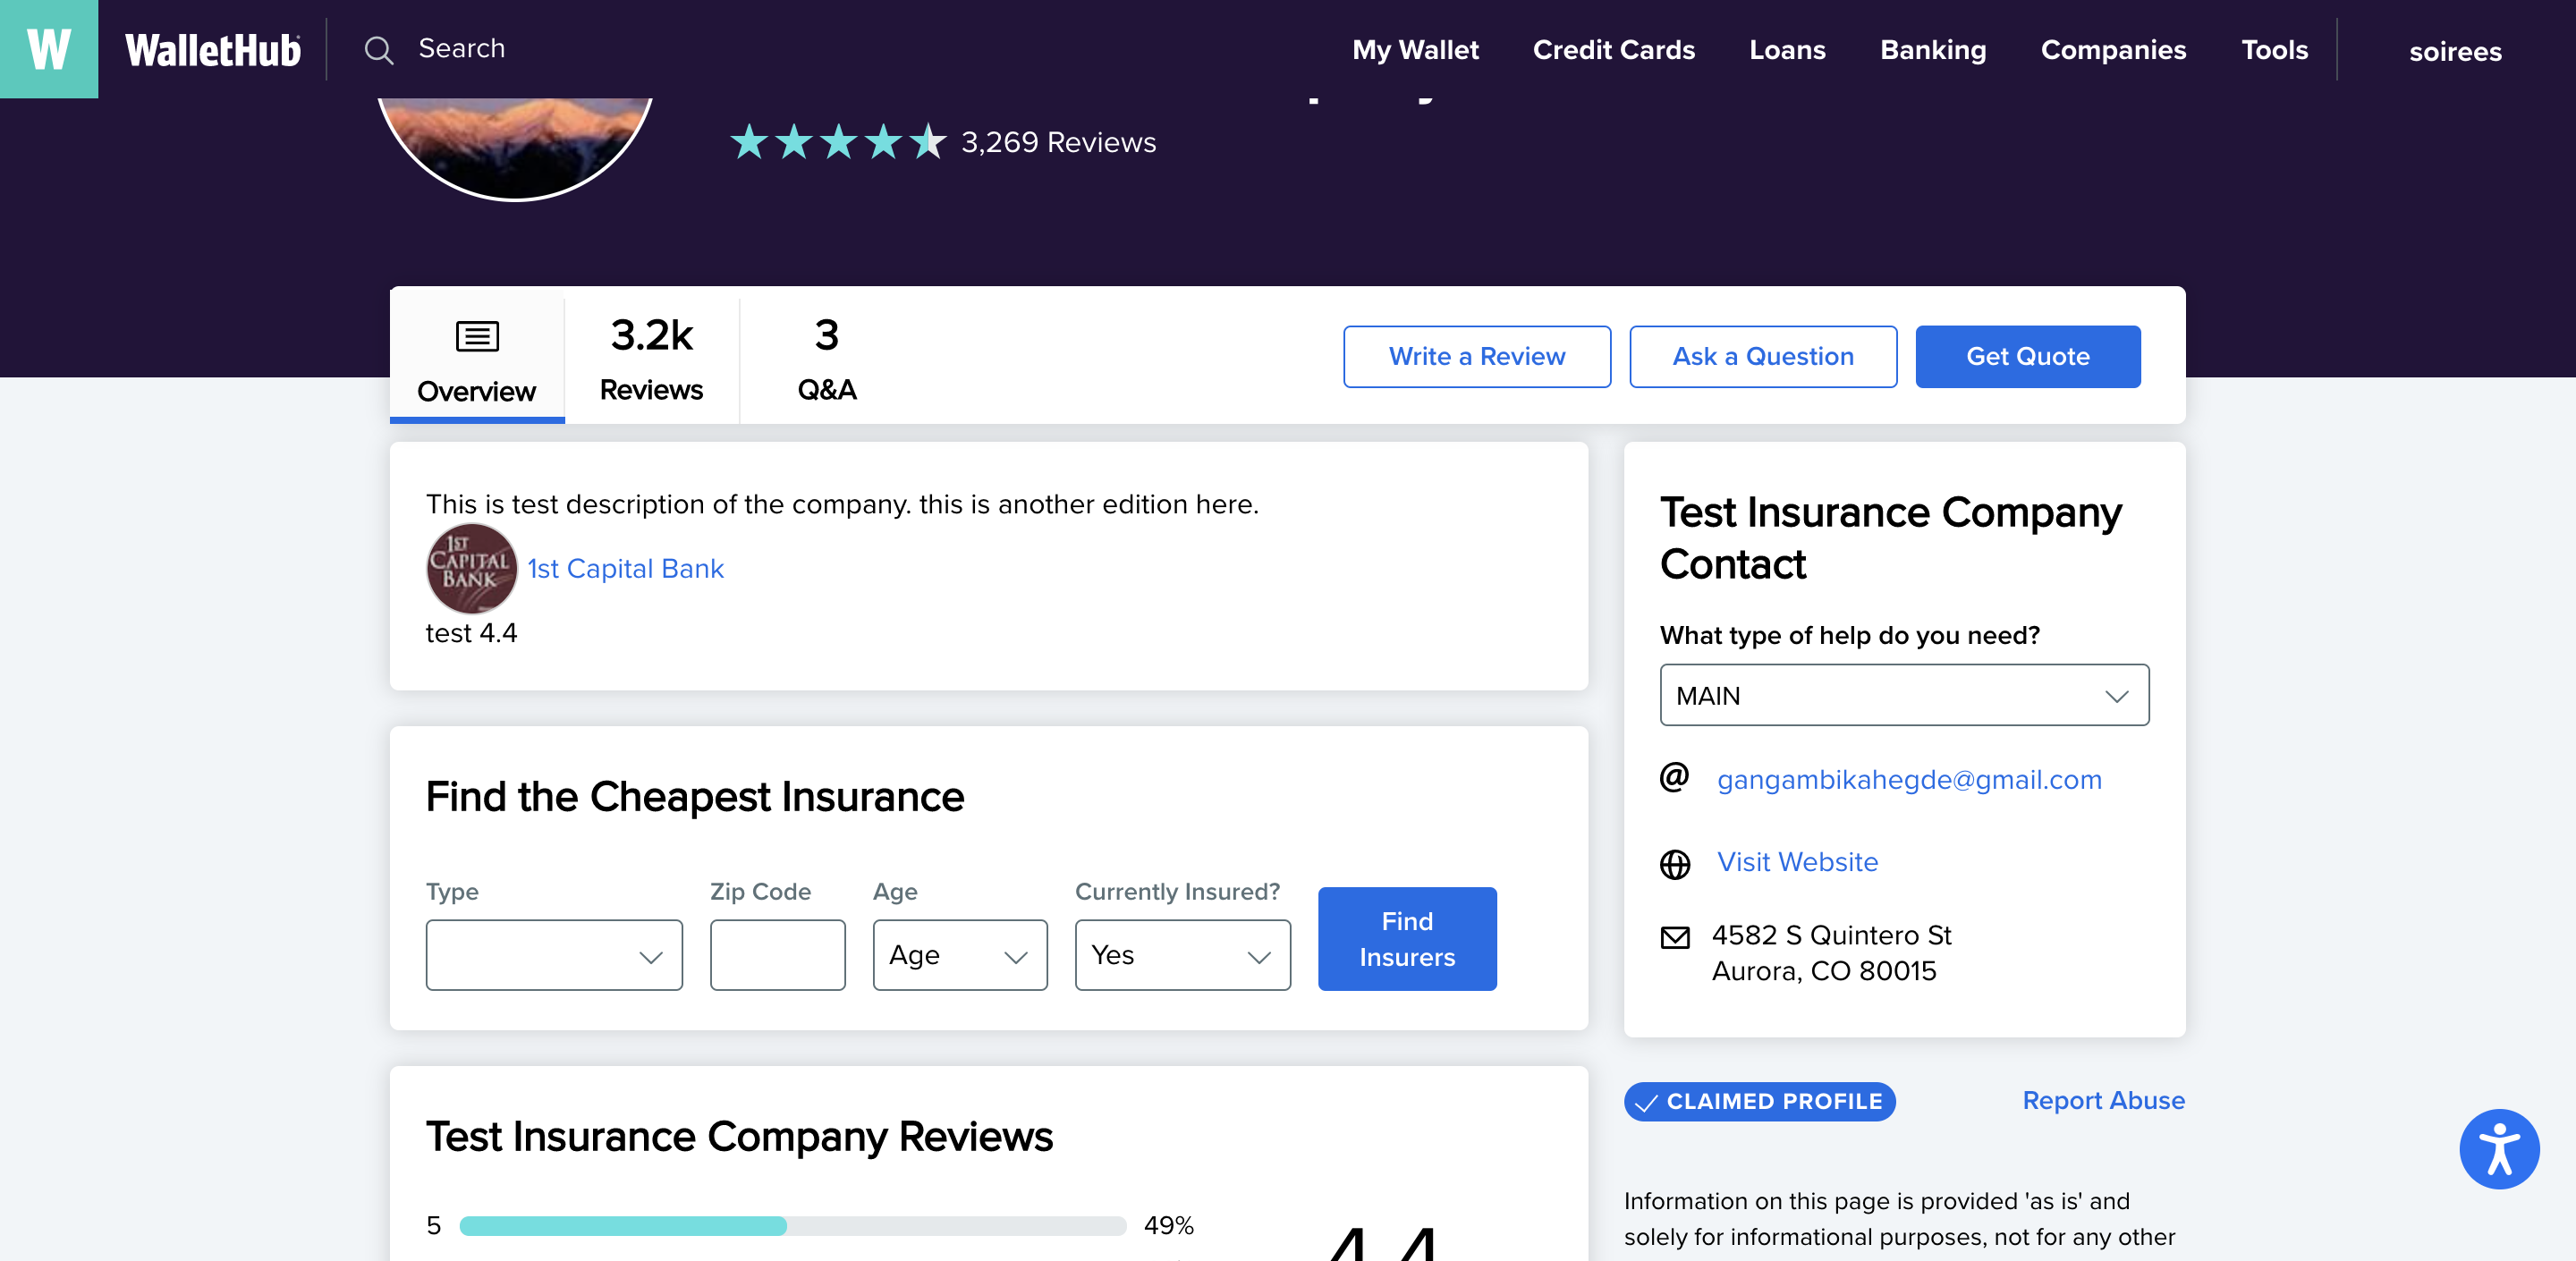 W WalletHub Search My Wallet Credit Cards Loans Banking Companies Tools soirees
3,269 Reviews
Overview
3.2k
Reviews
3
Q&A
Write a Review Ask a Question Get Quote
This is test description of the company. this is another edition here.
1ST
CAPITAL
BANK
1st Capital Bank
test 4.4
Find the Cheapest Insurance
Type Zip Code Age Currently Insured?
Age Yes
Find
Insurers
Test Insurance Company Reviews
5 49%
4.4
Test Insurance Company
Contact
What type of help do you need?
MAIN
@ gangambikahegde@gmail.com
Visit Website
4582 S Quintero St
Aurora, CO 80015
CLAIMED PROFILE Report Abuse
Information on this page is provided 'as is' and
solely for informational purposes, not for any other